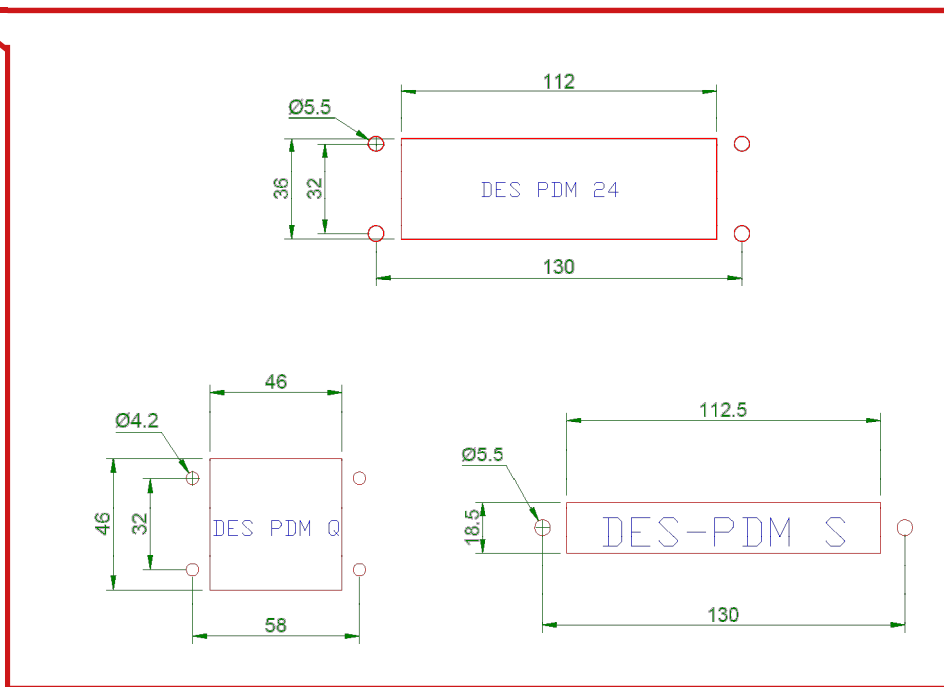 112
Ø5.5
36
32
DES PDM 24
130
46
Ø4.2
46
32
DES PDM Q
58
112.5
Ø5.5
18.5
DES-PDM S
130